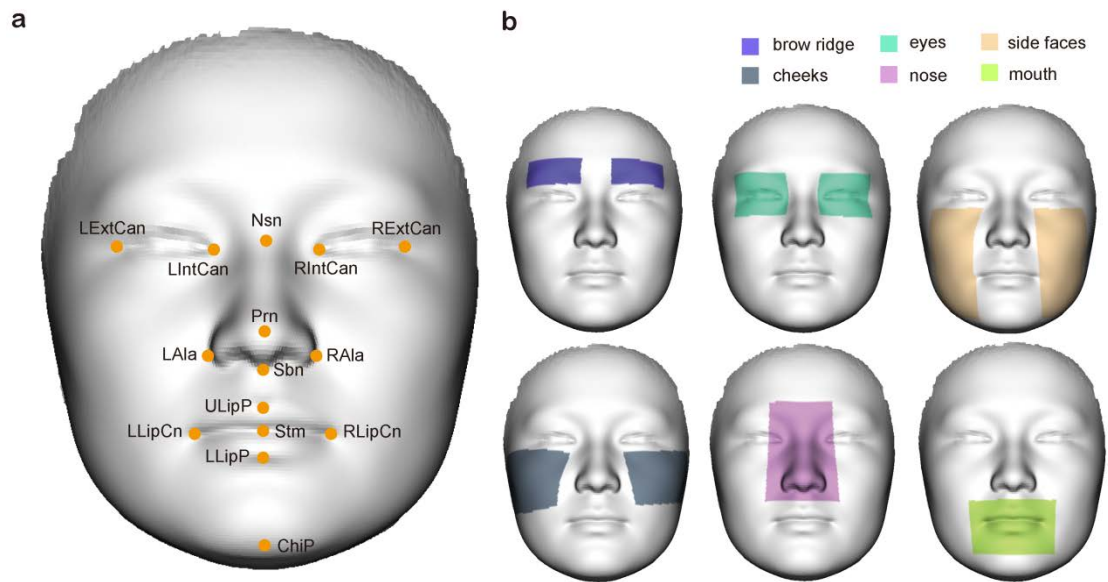 a
Nsn
LExtCan
RExtCan
LIntCan
RIntCan
Prn
LAla
RAla
Sbn
ULipP
LLipCn
Stm
RLipCn
LLipP
ChiP
b
brow ridge
eyes
side faces
cheeks
nose
mouth